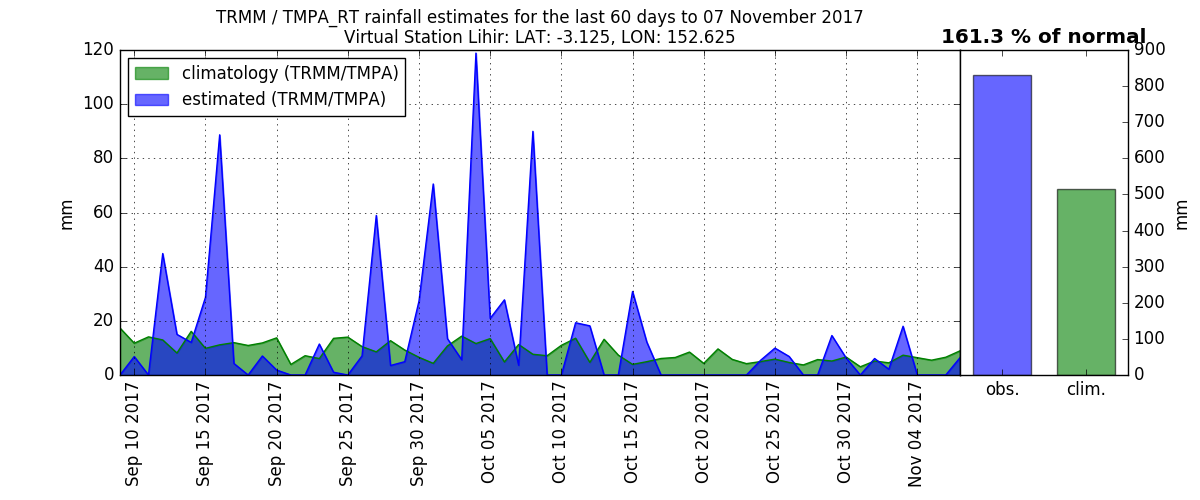 TRMM / TMPA_RT rainfall estimates for the last 60 days to 07 November 2017
Virtual Station Lihir: LAT: -3.125, LON: 152.625
161.3 % of normal
climatology (TRMM/TMPA)
estimated (TRMM/TMPA)
120
100
80
60
40
20
0
mm
Sep 10 2017
Sep 15 2017
Sep 20 2017
Sep 25 2017
Sep 30 2017
Oct 05 2017
Oct 10 2017
Oct 15 2017
Oct 20 2017
Oct 25 2017
Oct 30 2017
Nov 04 2017
900
800
700
600
500
400
300
200
100
0
mm
obs.
clim.